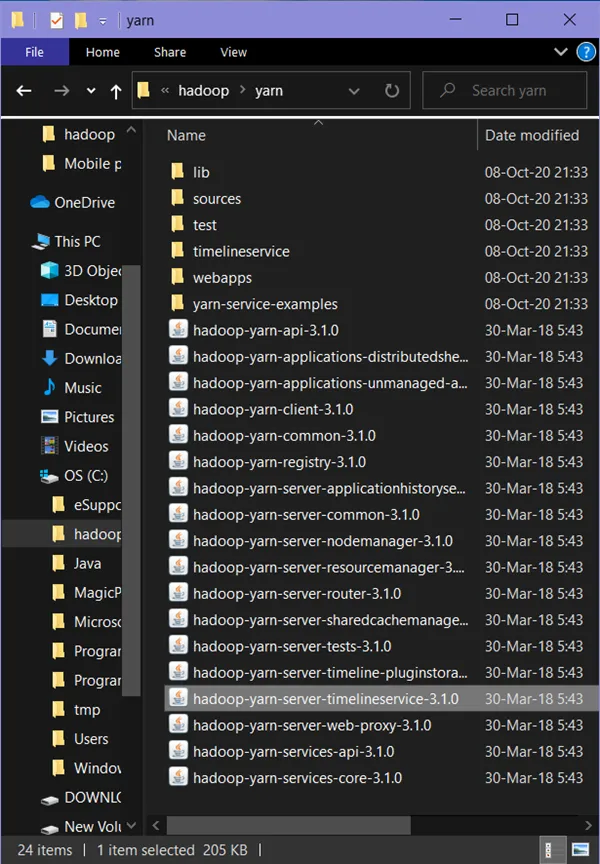 yarn
File Home Share View
« hadoop > yarn Search yarn
Name Date modified
hadoop
Mobile p
OneDrive
This PC
3D Objec
Desktop
Documen
Downloa
Music
Pictures
Videos
OS (C:)
eSuppo
hadoop
Java
MagicP
Microso
Program
Program
tmp
Users
Window
DOWNLO
New Volu
lib 08-Oct-20 21:33
sources 08-Oct-20 21:33
test 08-Oct-20 21:33
timelineservice 08-Oct-20 21:33
webapps 08-Oct-20 21:33
yarn-service-examples 08-Oct-20 21:33
hadoop-yarn-api-3.1.0 30-Mar-18 5:43
hadoop-yarn-applications-distributedshe... 30-Mar-18 5:43
hadoop-yarn-applications-unmanaged-a... 30-Mar-18 5:43
hadoop-yarn-client-3.1.0 30-Mar-18 5:43
hadoop-yarn-common-3.1.0 30-Mar-18 5:43
hadoop-yarn-registry-3.1.0 30-Mar-18 5:43
hadoop-yarn-server-applicationhistoryse... 30-Mar-18 5:43
hadoop-yarn-server-common-3.1.0 30-Mar-18 5:43
hadoop-yarn-server-nodemanager-3.1.0 30-Mar-18 5:43
hadoop-yarn-server-resourcemanager-3.... 30-Mar-18 5:43
hadoop-yarn-server-router-3.1.0 30-Mar-18 5:43
hadoop-yarn-server-sharedcachemanage... 30-Mar-18 5:43
hadoop-yarn-server-tests-3.1.0 30-Mar-18 5:43
hadoop-yarn-server-timeline-pluginstora... 30-Mar-18 5:43
hadoop-yarn-server-timelineservice-3.1.0 30-Mar-18 5:43
hadoop-yarn-server-web-proxy-3.1.0 30-Mar-18 5:43
hadoop-yarn-services-api-3.1.0 30-Mar-18 5:43
hadoop-yarn-services-core-3.1.0 30-Mar-18 5:43
24 items | 1 item selected 205 KB |